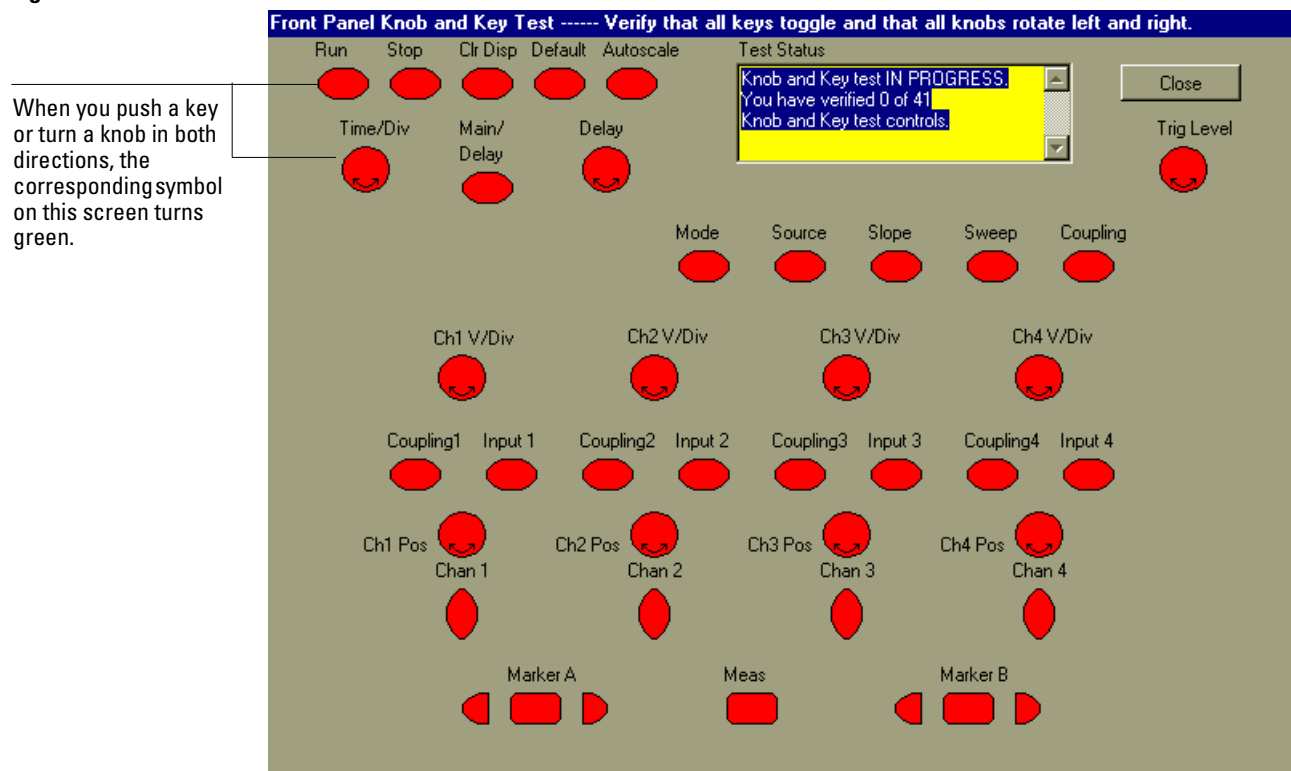 Front Panel Knob and Key Test ------ Verify that all keys toggle and that all knobs rotate left and right.
Run Stop Clr Disp Default Autoscale Test Status
Knob and Key test IN PROGRESS.
You have verified 0 of 41
Knob and Key test controls.
Close
When you push a key
or turn a knob in both
directions, the
corresponding symbol
on this screen turns
green.
Time/Div Main/ Delay Trig Level
Delay
Mode Source Slope Sweep Coupling
Ch1 V/Div Ch2 V/Div Ch3 V/Div Ch4 V/Div
Coupling1 Input 1 Coupling2 Input 2 Coupling3 Input 3 Coupling4 Input 4
Ch1 Pos Ch2 Pos Ch3 Pos Ch4 Pos
Chan 1 Chan 2 Chan 3 Chan 4
Marker A Meas Marker B